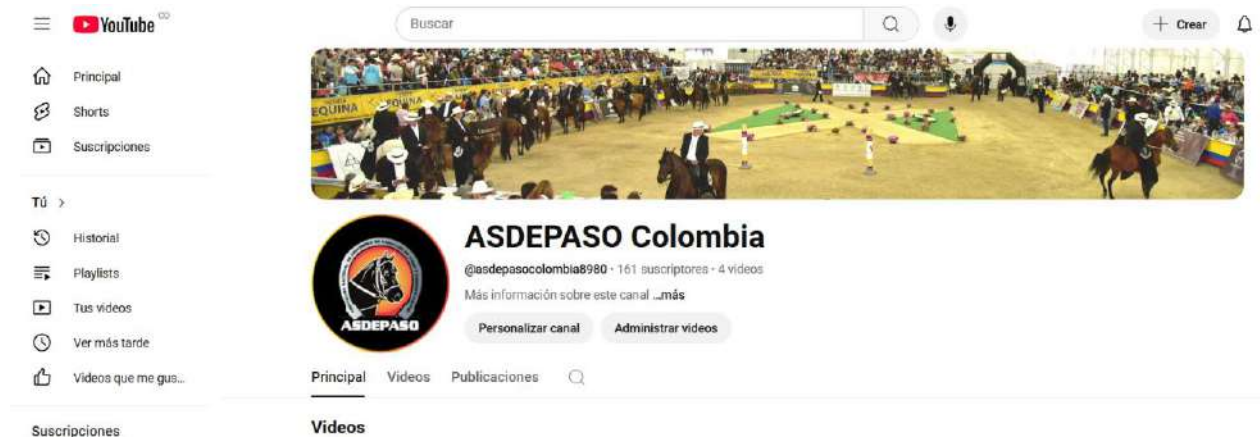 YouTube CO
Buscar
Crear
Principal
Shorts
Suscripciones
Tú
Historial
Playlists
Tus videos
Ver más tarde
Videos que me gus...
Suscripciones
EQUINA
ASDEPASO
ASDEPASO Colombia
@asdepasocolombia8980 · 161 suscriptores · 4 videos
Más información sobre este canal ...más
Personalizar canal
Administrar videos
Principal
Videos
Publicaciones
Videos